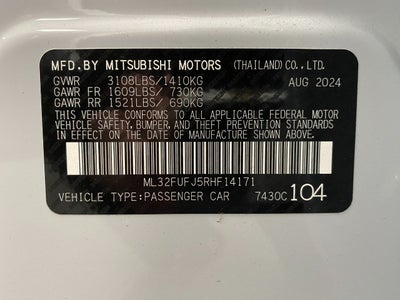 MFD.BY MITSUBISHI MOTORS (THAILAND)CO.,LTD.
GVWR 3108LBS/1410KG AUG 2024
GAWR FR 1609LBS/ 730KG
GAWR RR 1521LBS/ 690KG
THIS VEHICLE CONFORMS TO ALL APPLICABLE FEDERAL MOTOR
VEHICLE SAFETY BUMPER, AND THEFT PREVENTION STANDARDS
IN EFFECT ON THE DATE OF MANUFACTURE SHOWN ABOVE.
ML32FUFJ5RHF14171
VEHICLE TYPE:PASSENGER CAR 7430C 104